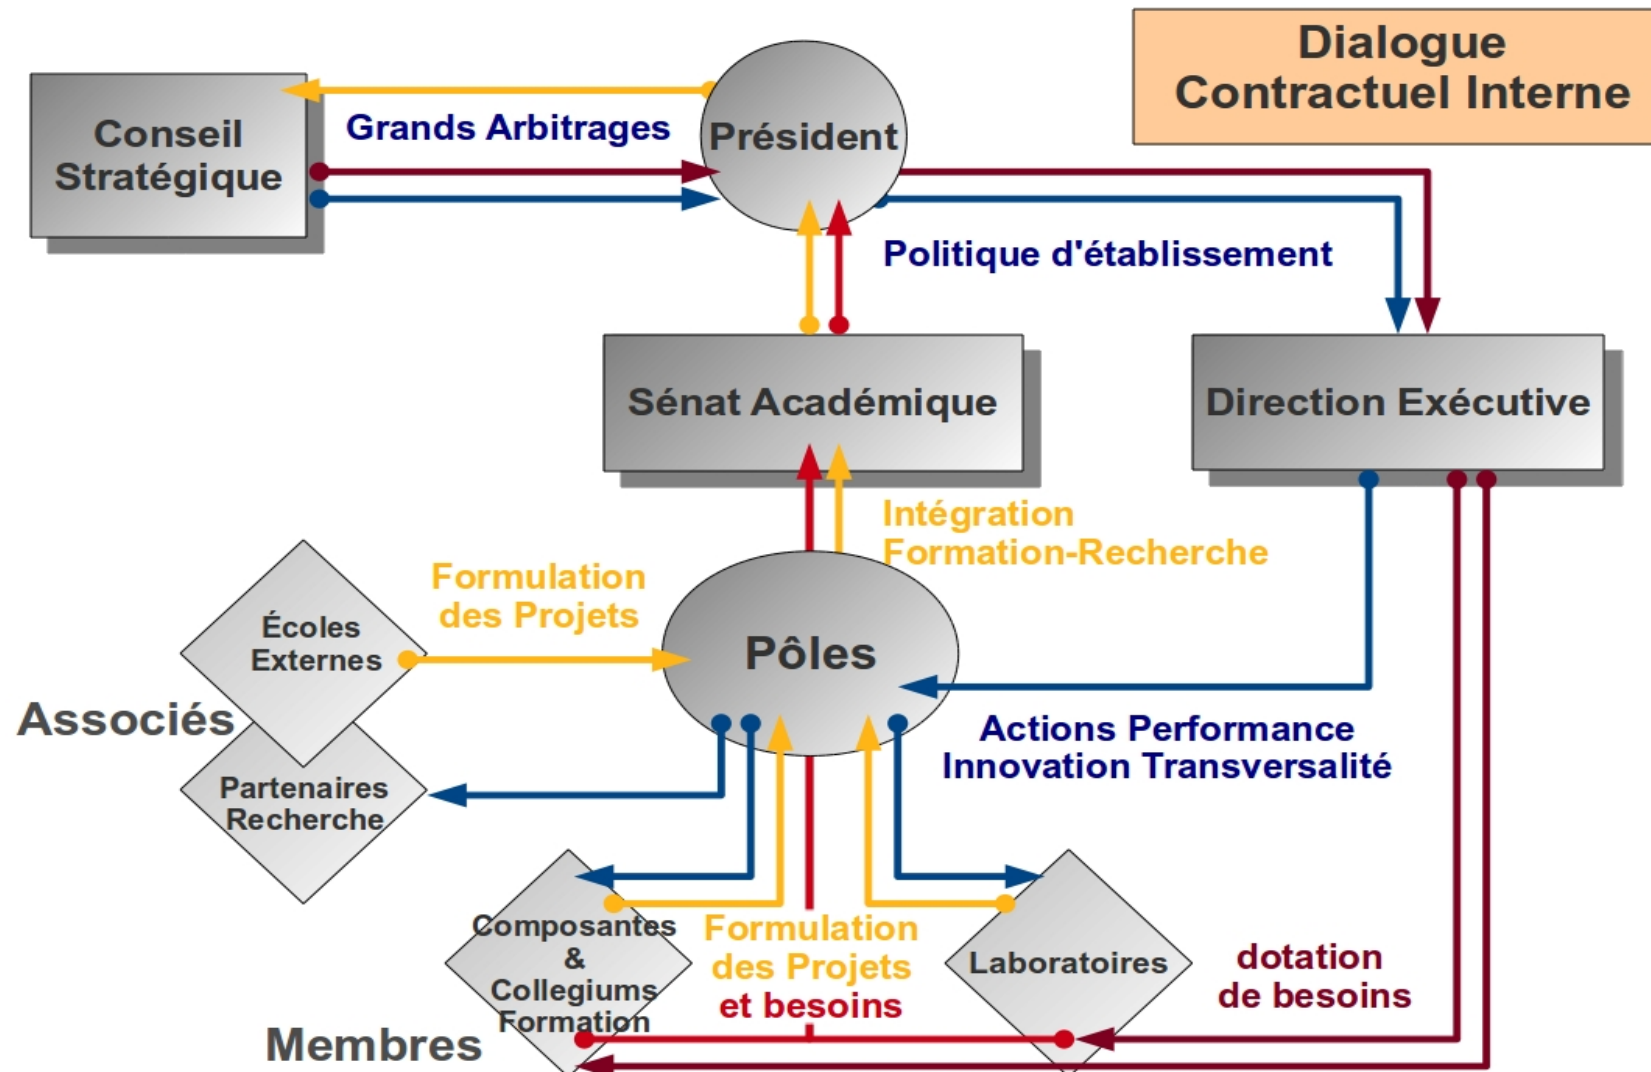 Dialogue
Contractuel Interne
Conseil
Stratégique
Grands Arbitrages
Président
Politique d'établissement
Sénat Académique
Direction Exécutive
Intégration
Formation-Recherche
Formulation
des Projets
Écoles
Externes
Pôles
Associés
Partenaires
Recherche
Actions Performance
Innovation Transversalité
Composantes
&
Collegiums
Formation
Formulation
des Projets
et besoins
Laboratoires
dotation
de besoins
Membres